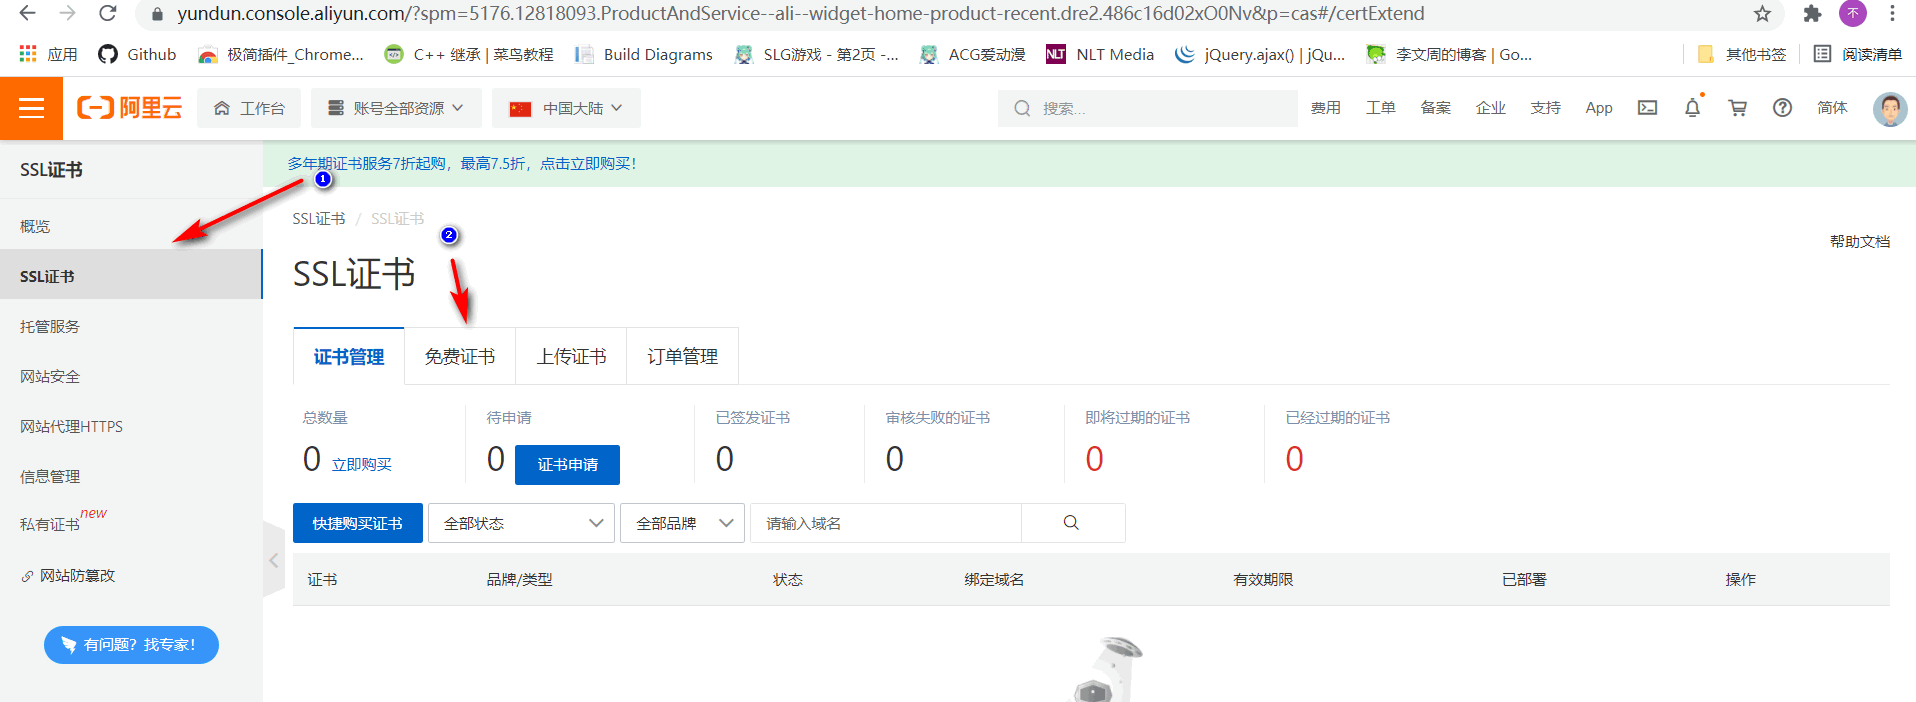 yundun.console.aliyun.com/?spm=5176.12818093.ProductAndService--ali--widget-home-product-recent.dre2.486c16d02xO0Nv&p=cas#/certExtend
不
应用 Github 极简插件_Chrome... C++ 继承 | 菜鸟教程 Build Diagrams SLG游戏 - 第2页 -... ACG爱动漫 NLT NLT Media jQuery.ajax() | jQu... 李文周的博客 | Go... 其他书签 阅读清单
阿里云 工作台 账号全部资源 中国大陆 搜索... 费用 工单 备案 企业 支持 App 简体
SSL证书
多年期证书服务7折起购，最高7.5折，点击立即购买！
1
概览
SSL证书
托管服务
网站安全
网站代理HTTPS
信息管理
私有证书 new
网站防篡改
有问题？找专家！
SSL证书 / SSL证书
2
帮助文档
SSL证书
证书管理 免费证书 上传证书 订单管理
总数量 待申请 已签发证书 审核失败的证书 即将过期的证书 已经过期的证书
0 立即购买 0 证书申请 0 0 0 0
快捷购买证书 全部状态 全部品牌 请输入域名
证书 品牌/类型 状态 绑定域名 有效期限 已部署 操作